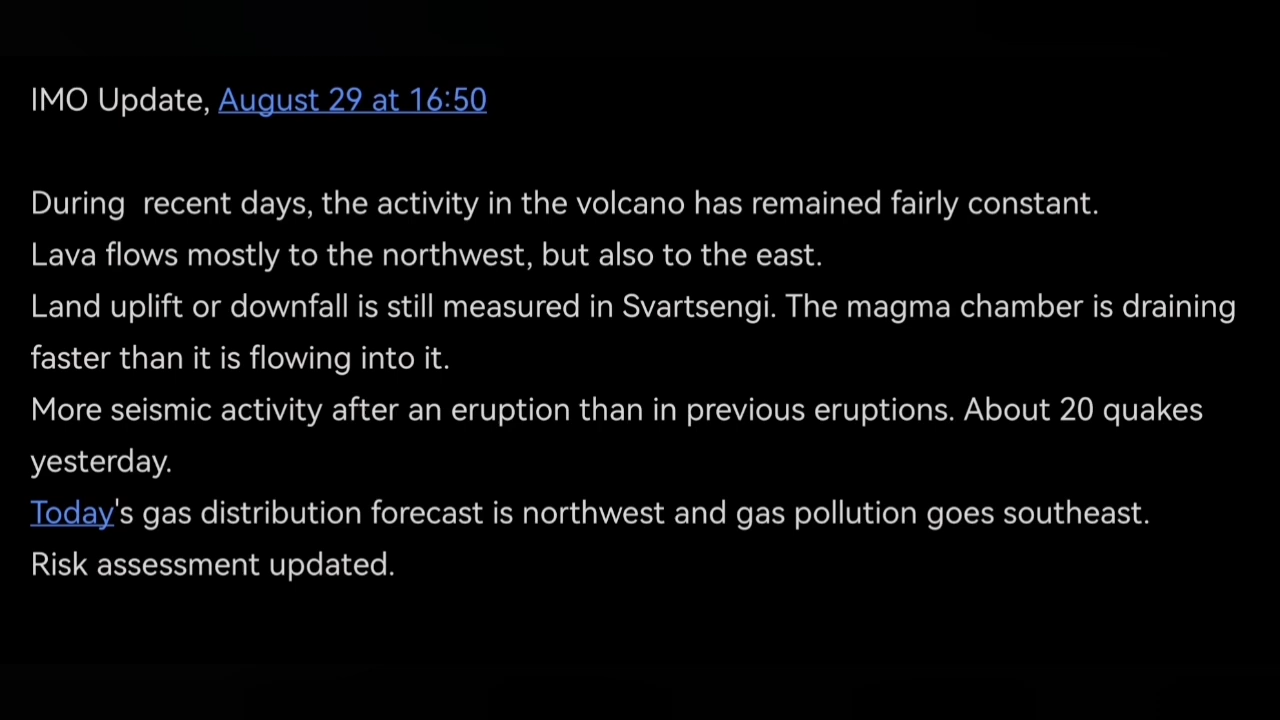 IMO Update, August 29 at 16:50
During  recent days, the activity in the volcano has remained fairly constant.
Lava flows mostly to the northwest, but also to the east.
Land uplift or downfall is still measured in Svartsengi. The magma chamber is draining
faster than it is flowing into it.
More seismic activity after an eruption than in previous eruptions. About 20 quakes
yesterday.
Today's gas distribution forecast is northwest and gas pollution goes southeast.
Risk assessment updated.